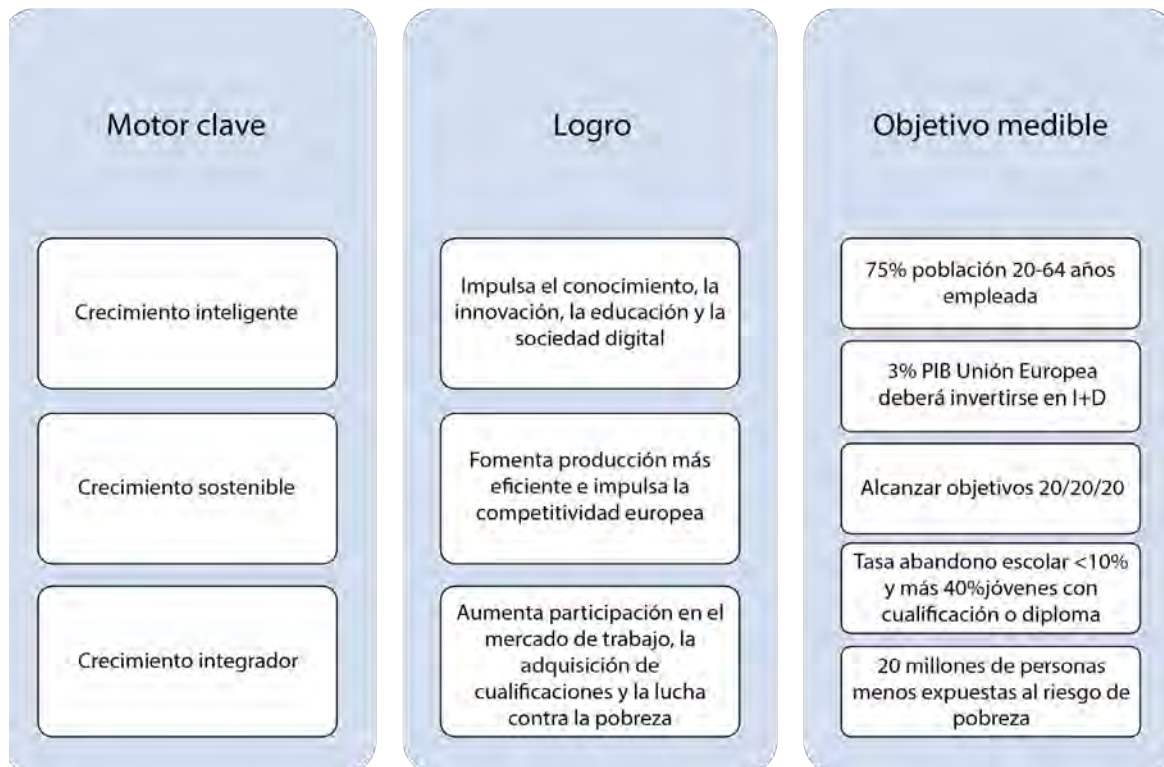 Motor clave
Crecimiento inteligente
Crecimiento sostenible
Crecimiento integrador
Logro
Impulsa el conocimiento, la
innovación, la educación y la
sociedad digital
Fomenta producción más
eficiente e impulsa la
competitividad europea
Aumenta participación en el
mercado de trabajo, la
adquisición de
cualificaciones y la lucha
contra la pobreza
Objetivo medible
75% población 20-64 años
empleada
3% PIB Unión Europea
deberá invertirse en I+D
Alcanzar objetivos 20/20/20
Tasa abandono escolar <10%
y más 40%jóvenes con
cualificación o diploma
20 millones de personas
menos expuestas al riesgo de
pobreza